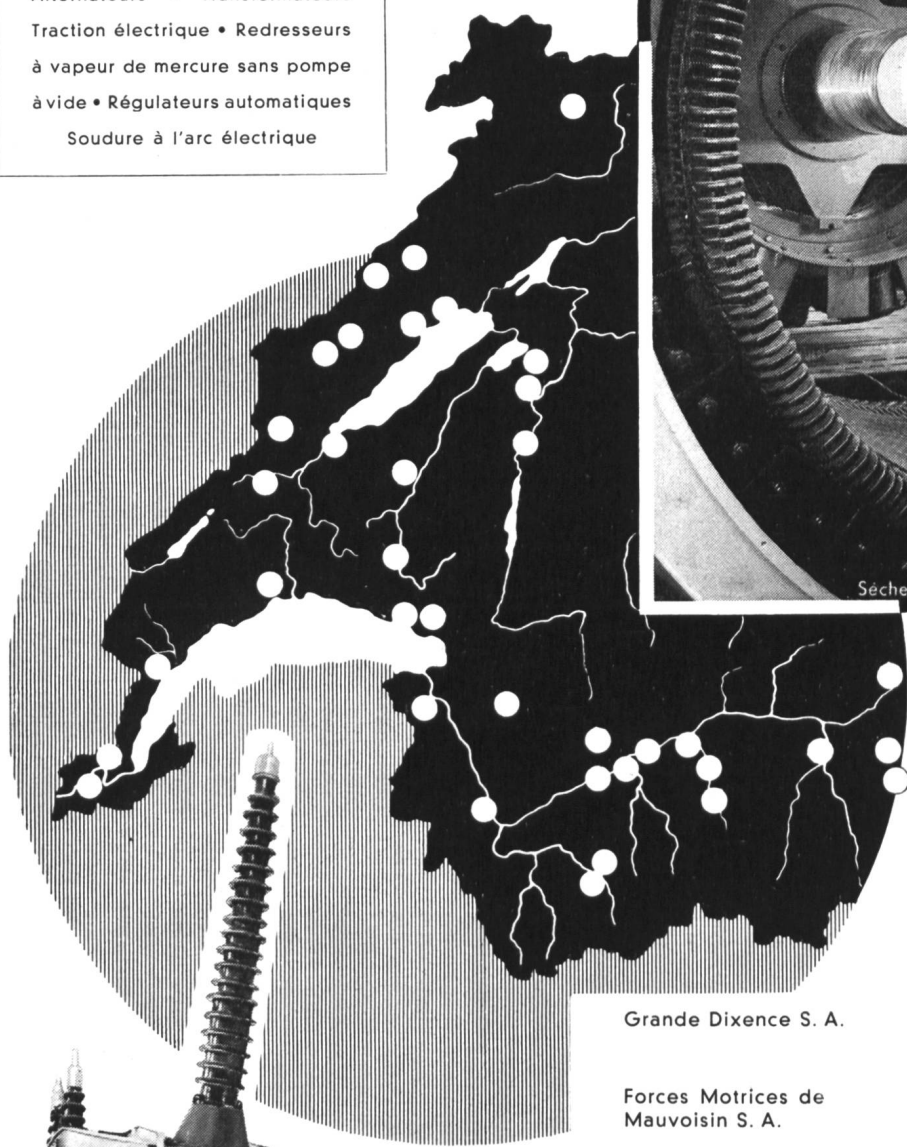 Traction électrique • Redresseurs
à vapeur de mercure sans pompe
à vide • Régulateurs automatiques
Soudure à l'arc électrique
Séche
Grande Dixence S. A.
Forces Motrices de
Mauvoisin S. A.